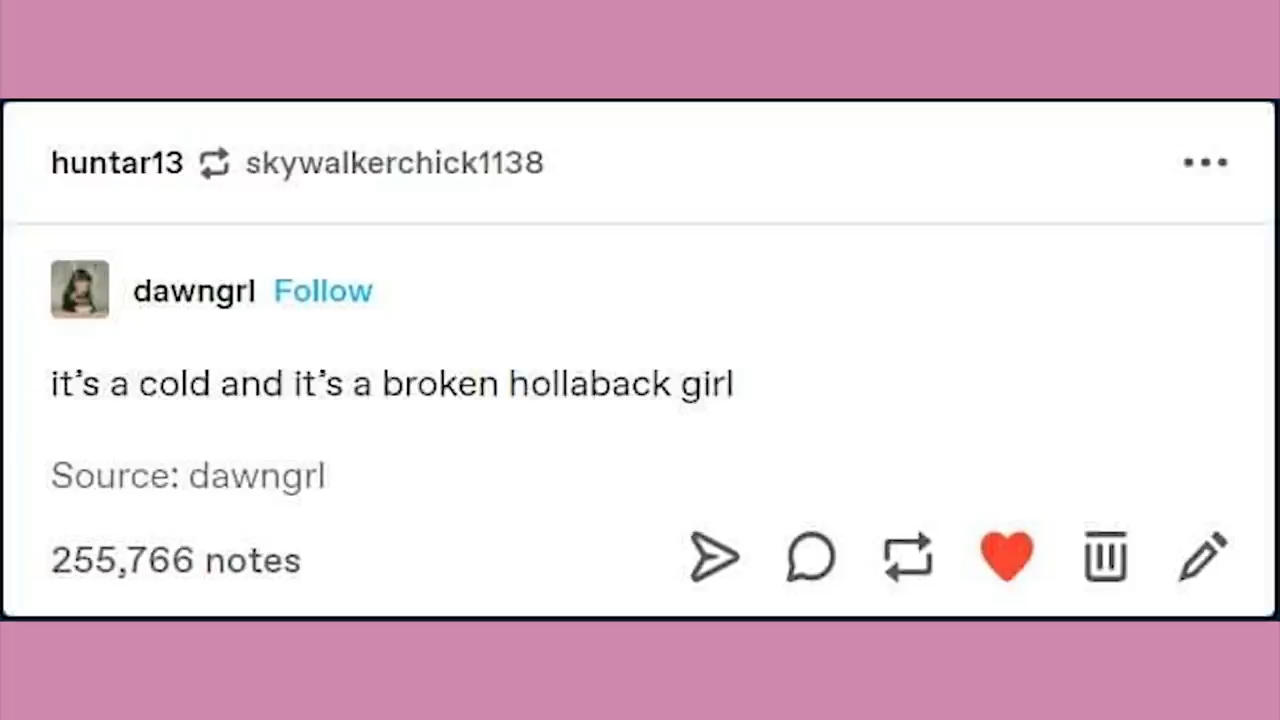 huntar13 skywalkerchick1138
dawngrl Follow
it’s a cold and it’s a broken hollaback girl
Source: dawngrl
255,766 notes